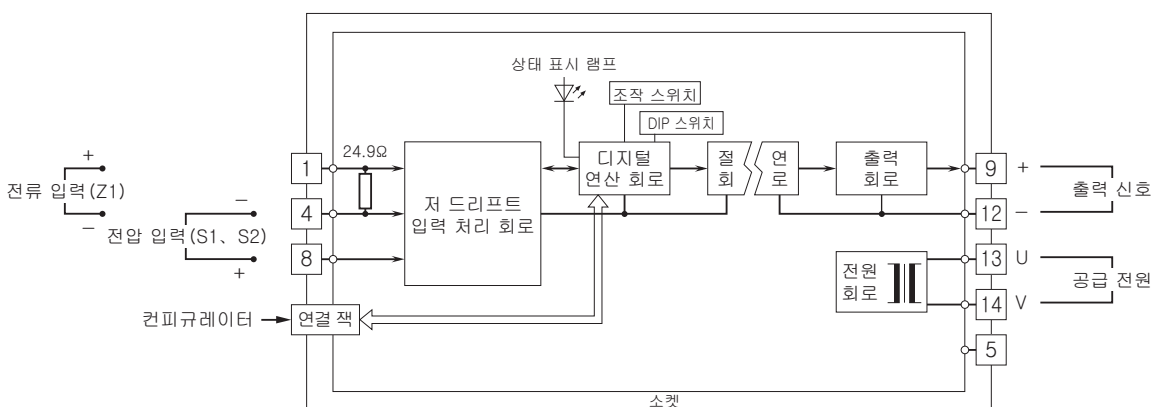 상태 표시 램프
조작 스위치
DIP 스위치
24.9Ω
1
4
8
+
전류 입력(Z1)
−
−
전압 입력(S1、S2)
+
저 드리프트
입력 처리 회로
디지털
연산 회로
절 연
회 로
출력
회로
9
+
출력 신호
12
−
전원
회로
13
U
공급 전원
14
V
5
컨피규레이터
연결 잭
소켓